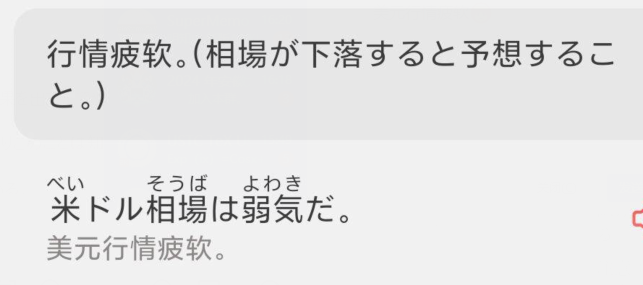 行情疲软。(相場が下落すると予想するこ
と。)
べい そうば よわき
米ドル相場は弱気だ。
美元行情疲软。